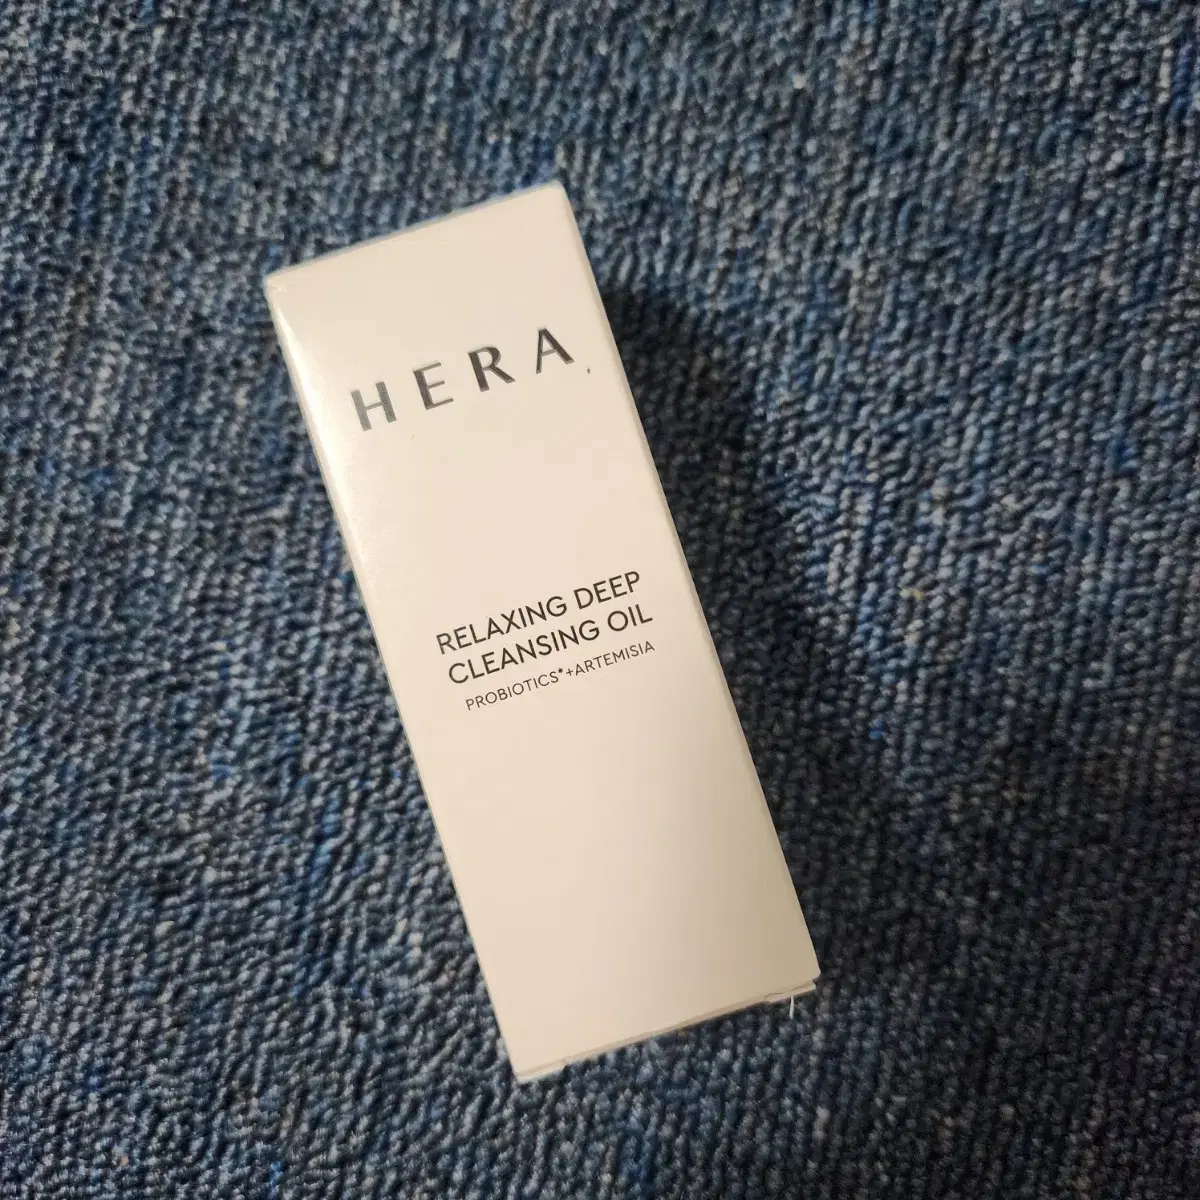 HERA
RELAXING DEEP
CLEANSING OIL
PROBIOTICS*+ARTEMISIA